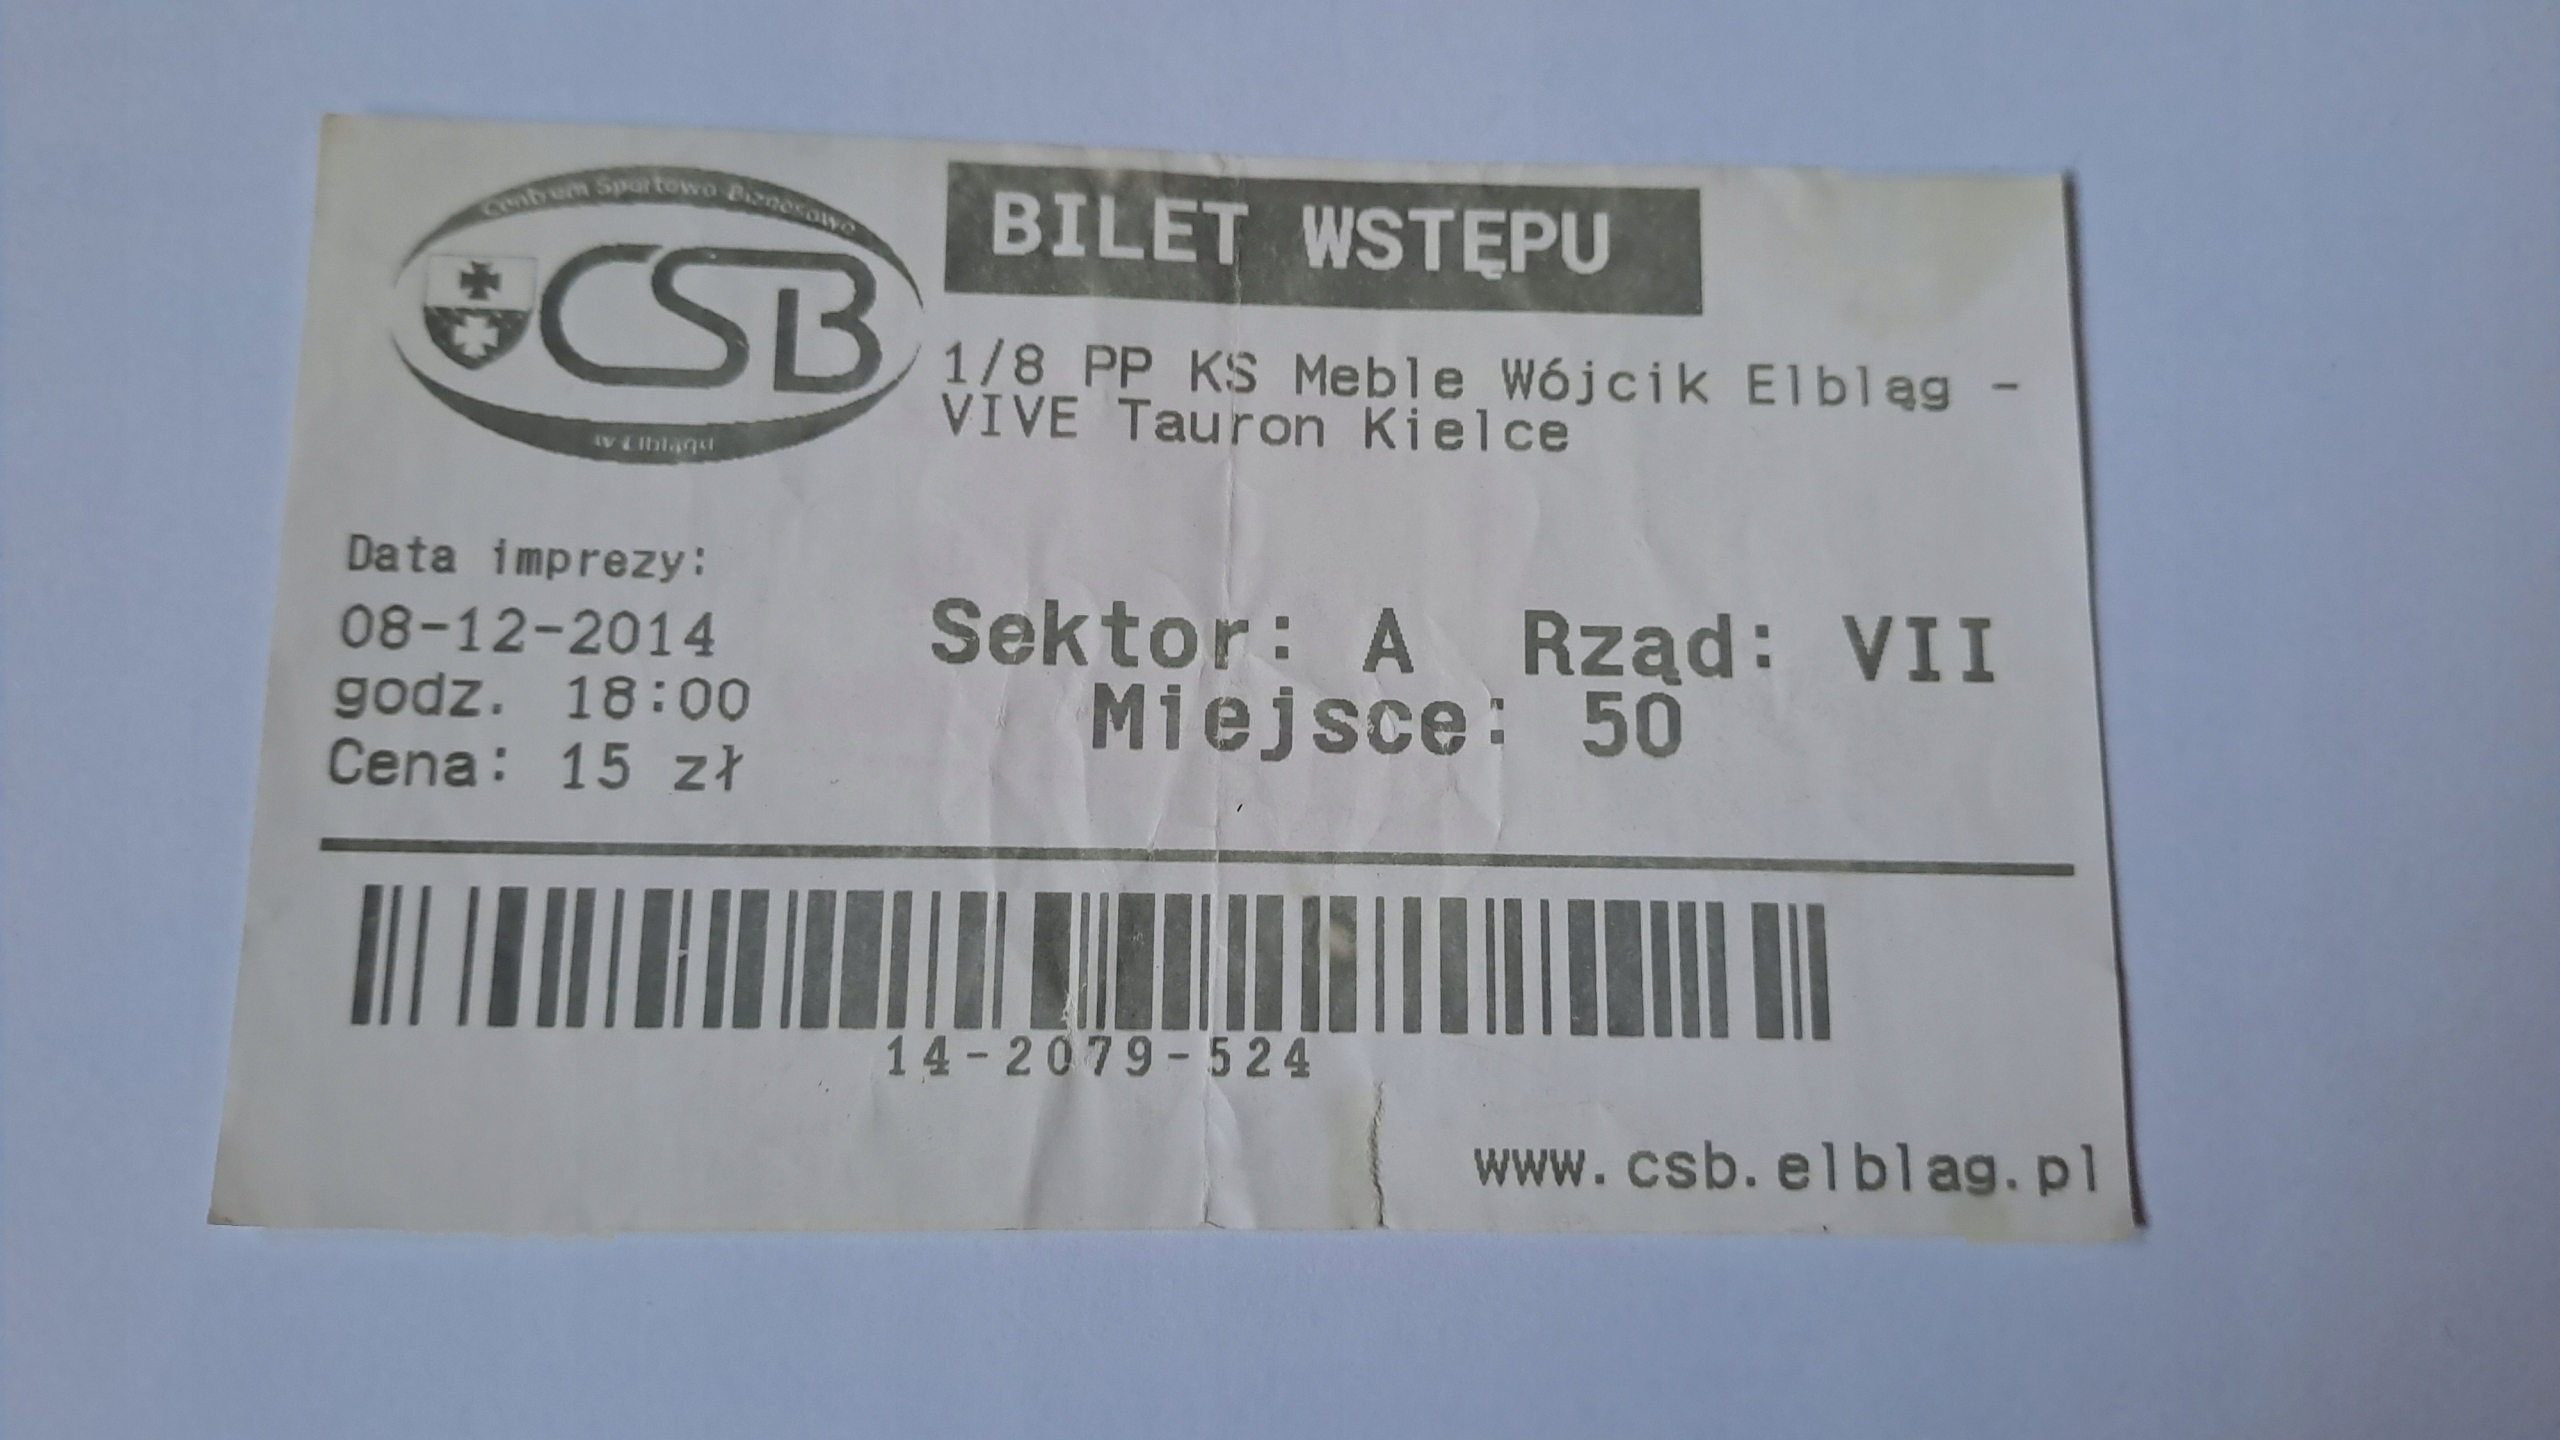 Centrum Sportowo-Biznesowe
CSB
w Elblągu
BILET WSTĘPU
1/8 PP KS Meble Wójcik Elbląg -
VIVE Tauron Kielce
Data imprezy:
08-12-2014
godz. 18:00
Cena: 15 zł
Sektor: A Rząd: VII
Miejsce: 50
14-2079-524
www.csb.elblag.pl